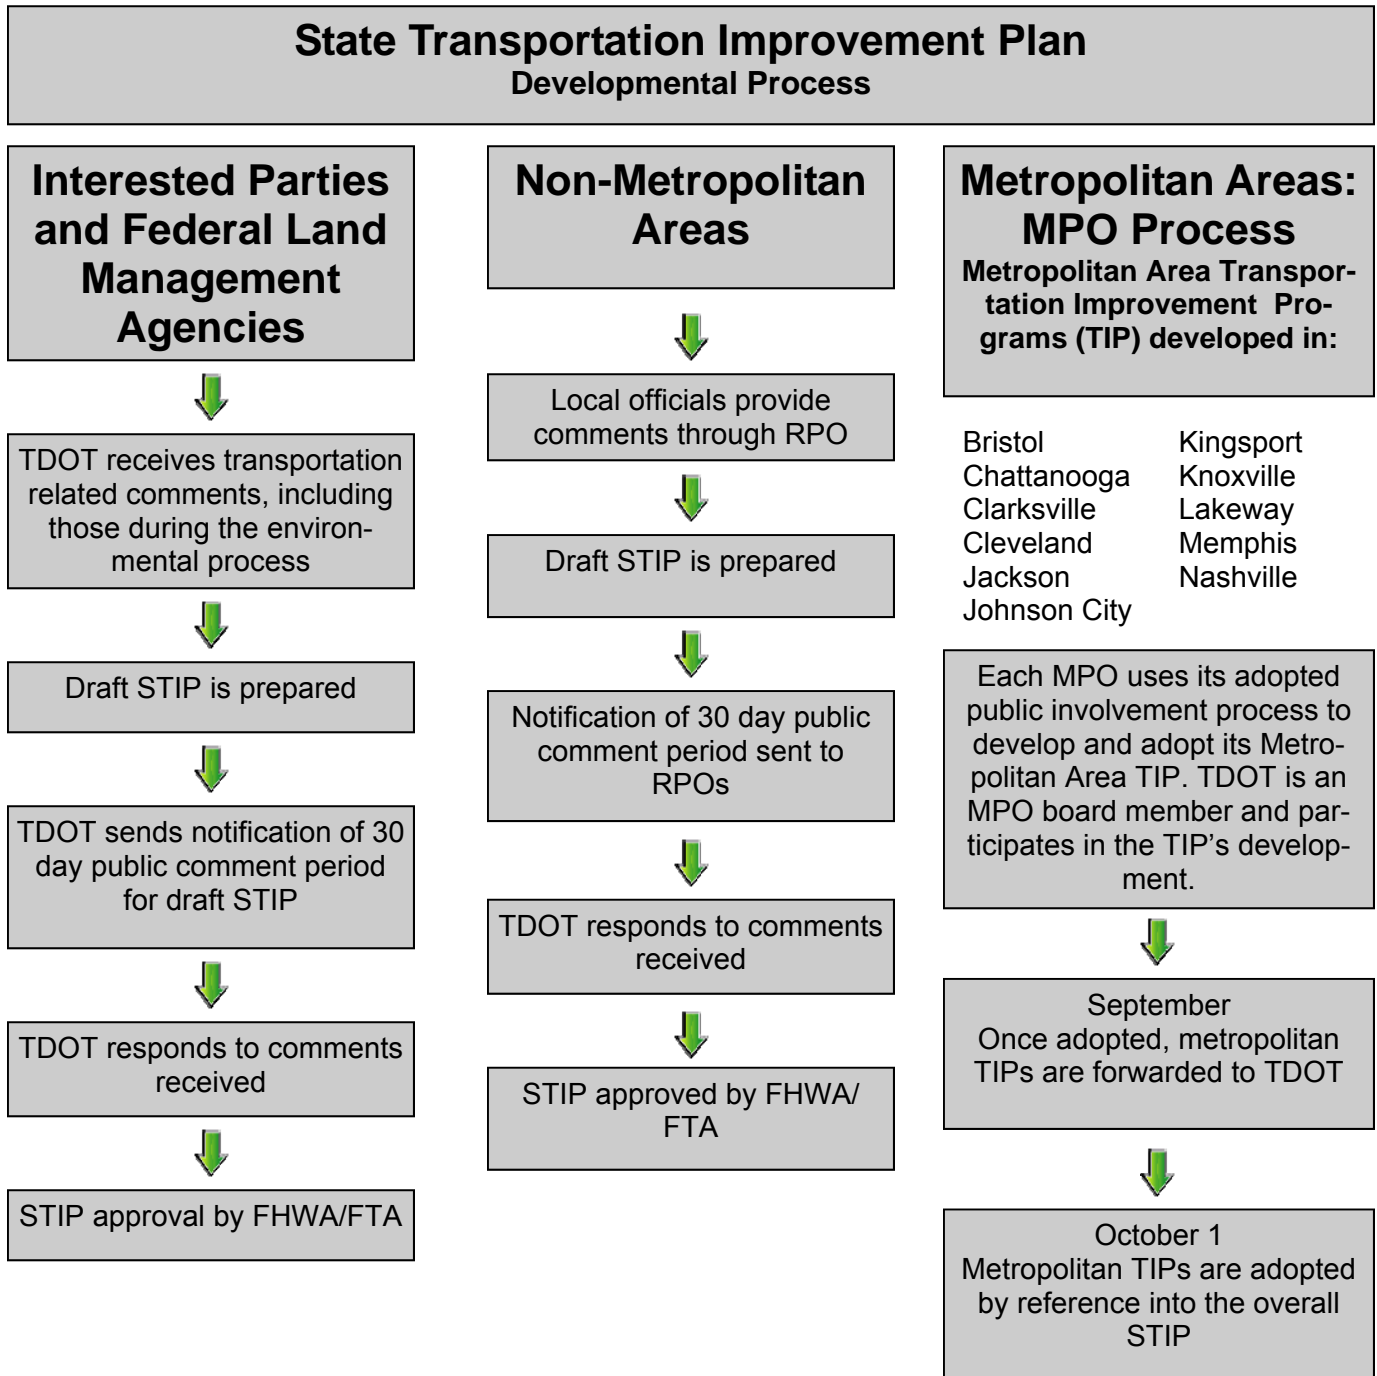 State Transportation Improvement Plan
Developmental Process
Interested Parties
and Federal Land
Management
Agencies
TDOT receives transportation
related comments, including
those during the environ-
mental process
Draft STIP is prepared
TDOT sends notification of 30
day public comment period
for draft STIP
TDOT responds to comments
received
STIP approval by FHWA/FTA
Non-Metropolitan
Areas
Local officials provide
comments through RPO
Draft STIP is prepared
Notification of 30 day public
comment period sent to
RPOs
TDOT responds to comments
received
STIP approved by FHWA/
FTA
Metropolitan Areas:
MPO Process
Metropolitan Area Transpor-
tation Improvement Pro-
grams (TIP) developed in:
Bristol
Chattanooga
Clarksville
Cleveland
Jackson
Johnson City
Kingsport
Knoxville
Lakeway
Memphis
Nashville
Each MPO uses its adopted
public involvement process to
develop and adopt its Metro-
politan Area TIP. TDOT is an
MPO board member and par-
ticipates in the TIP's develop-
ment.
September
Once adopted, metropolitan
TIPs are forwarded to TDOT
October 1
Metropolitan TIPs are adopted
by reference into the overall
STIP